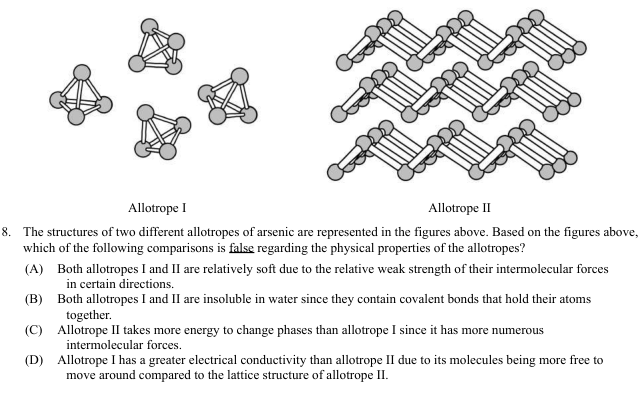 Allotrope I
Allotrope II
8. The structures of two different allotropes of arsenic are represented in the figures above. Based on the figures above,
which of the following comparisons is false regarding the physical properties of the allotropes?
(A) Both allotropes I and II are relatively soft due to the relative weak strength of their intermolecular forces
in certain directions.
(B) Both allotropes I and II are insoluble in water since they contain covalent bonds that hold their atoms
together.
(C) Allotrope II takes more energy to change phases than allotrope I since it has more numerous
intermolecular forces.
(D) Allotrope I has a greater electrical conductivity than allotrope II due to its molecules being more free to
move around compared to the lattice structure of allotrope II.